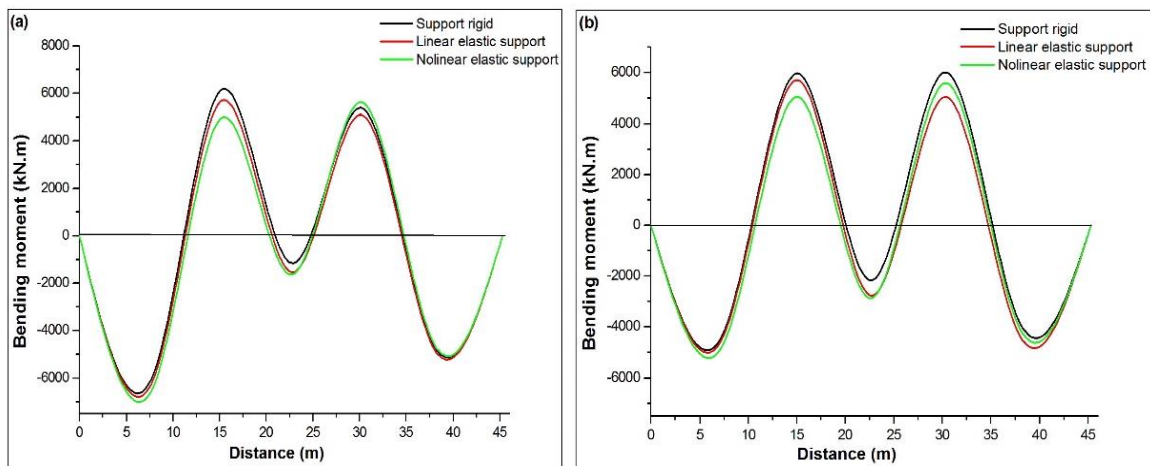 (a)
Support rigid
Linear elastic support
Nolinear elastic support
Bending moment (kN.m)
8000
6000
4000
2000
0
-2000
-4000
-6000
0 5 10 15 20 25 30 35 40 45
Distance (m)
(b)
Support rigid
Linear elastic support
Nolinear elastic support
Bending moment (kN.m)
6000
4000
2000
0
-2000
-4000
-6000
0 5 10 15 20 25 30 35 40 45
Distance (m)